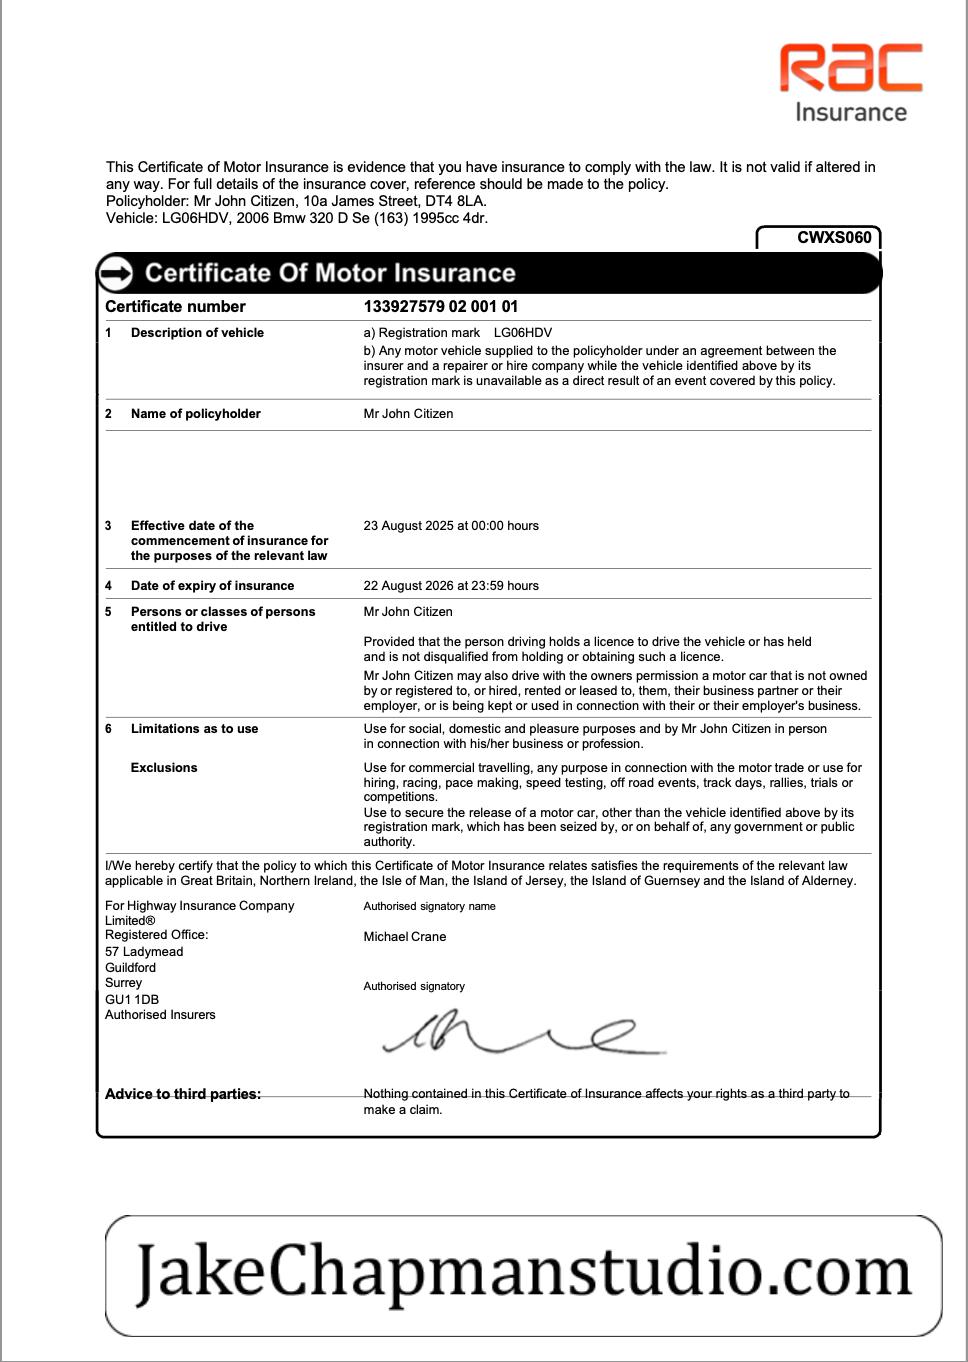 RAC
Insurance
This Certificate of Motor Insurance is evidence that you have insurance to comply with the law. It is not valid if altered in
any way. For full details of the insurance cover, reference should be made to the policy.
Policyholder: Mr John Citizen, 10a James Street, DT4 8LA.
Vehicle: LG06HDV, 2006 Bmw 320 D Se (163) 1995cc 4dr.
CWXS060
Certificate Of Motor Insurance
Certificate number 133927579 02 001 01
1 Description of vehicle a) Registration mark LG06HDV
b) Any motor vehicle supplied to the policyholder under an agreement between the
insurer and a repairer or hire company while the vehicle identified above by its
registration mark is unavailable as a direct result of an event covered by this policy.
2 Name of policyholder Mr John Citizen
3 Effective date of the 23 August 2025 at 00:00 hours
commencement of insurance for
the purposes of the relevant law
4 Date of expiry of insurance 22 August 2026 at 23:59 hours
5 Persons or classes of persons Mr John Citizen
entitled to drive
Provided that the person driving holds a licence to drive the vehicle or has held
and is not disqualified from holding or obtaining such a licence.
Mr John Citizen may also drive with the owners permission a motor car that is not owned
by or registered to, or hired, rented or leased to, them, their business partner or their
employer, or is being kept or used in connection with their or their employer's business.
6 Limitations as to use Use for social, domestic and pleasure purposes and by Mr John Citizen in person
in connection with his/her business or profession.
Exclusions Use for commercial travelling, any purpose in connection with the motor trade or use for
hiring, racing, pace making, speed testing, off road events, track days, rallies, trials or
competitions.
Use to secure the release of a motor car, other than the vehicle identified above by its
registration mark, which has been seized by, or on behalf of, any government or public
authority.
I/We hereby certify that the policy to which this Certificate of Motor Insurance relates satisfies the requirements of the relevant law
applicable in Great Britain, Northern Ireland, the Isle of Man, the Island of Jersey, the Island of Guernsey and the Island of Alderney.
For Highway Insurance Company
Limited®
Registered Office:
57 Ladymead
Guildford
Surrey
GU1 1DB
Authorised Insurers
Authorised signatory name
Michael Crane
Authorised signatory
Advice to third parties: Nothing contained in this Certificate of Insurance affects your rights as a third party to
make a claim.
JakeChapmanstudio.com